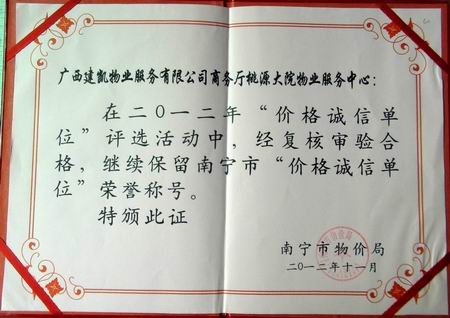 广西建凯物业服务有限公司商务厅桃源大院物业服务中心：
在二〇一二年“价格诚信单
位”评选活动中，经复核审验合
格，继续保留南宁市“价格诚信单
位”荣誉称号。
特颁此证
南宁市物价局
二〇一二年十一月